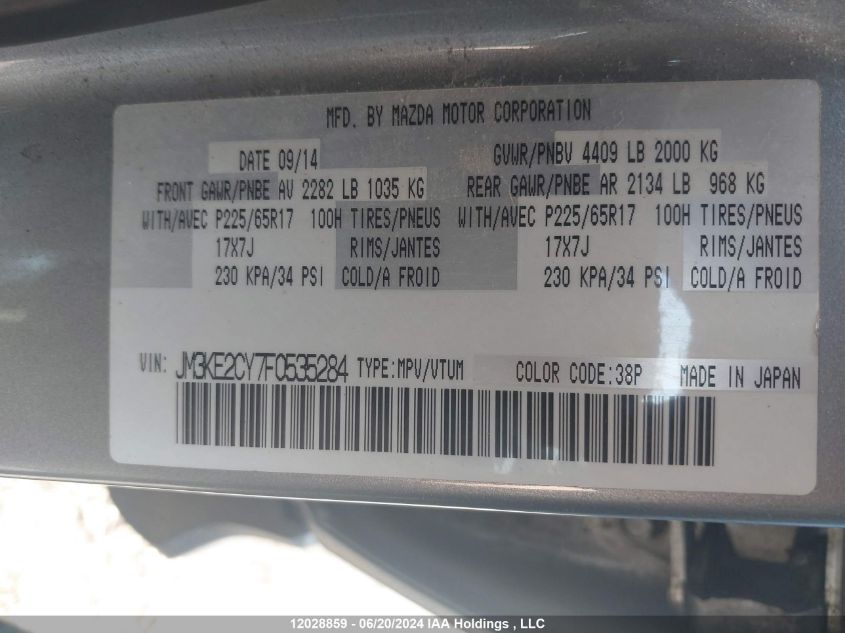 MFD. BY MAZDA MOTOR CORPORATION
DATE 09/14 GVWR/PNBV 4409 LB 2000 KG
FRONT GAWR/PNBE AV 2282 LB 1035 KG REAR GAWR/PNBE AR 2134 LB 968 KG
WITH/AVEC P225/65R17 100H TIRES/PNEUS WITH/AVEC P225/65R17 100H TIRES/PNEUS
17X7J RIMS/JANTES 17X7J RIMS/JANTES
230 KPA/34 PSI COLD/A FROID 230 KPA/34 PSI COLD/A FROID
VIN: JM3KE2CY7F0535284 TYPE:MPV/VTUM COLOR CODE:38P MADE IN JAPAN
12028859 - 06/20/2024 IAA Holdings , LLC